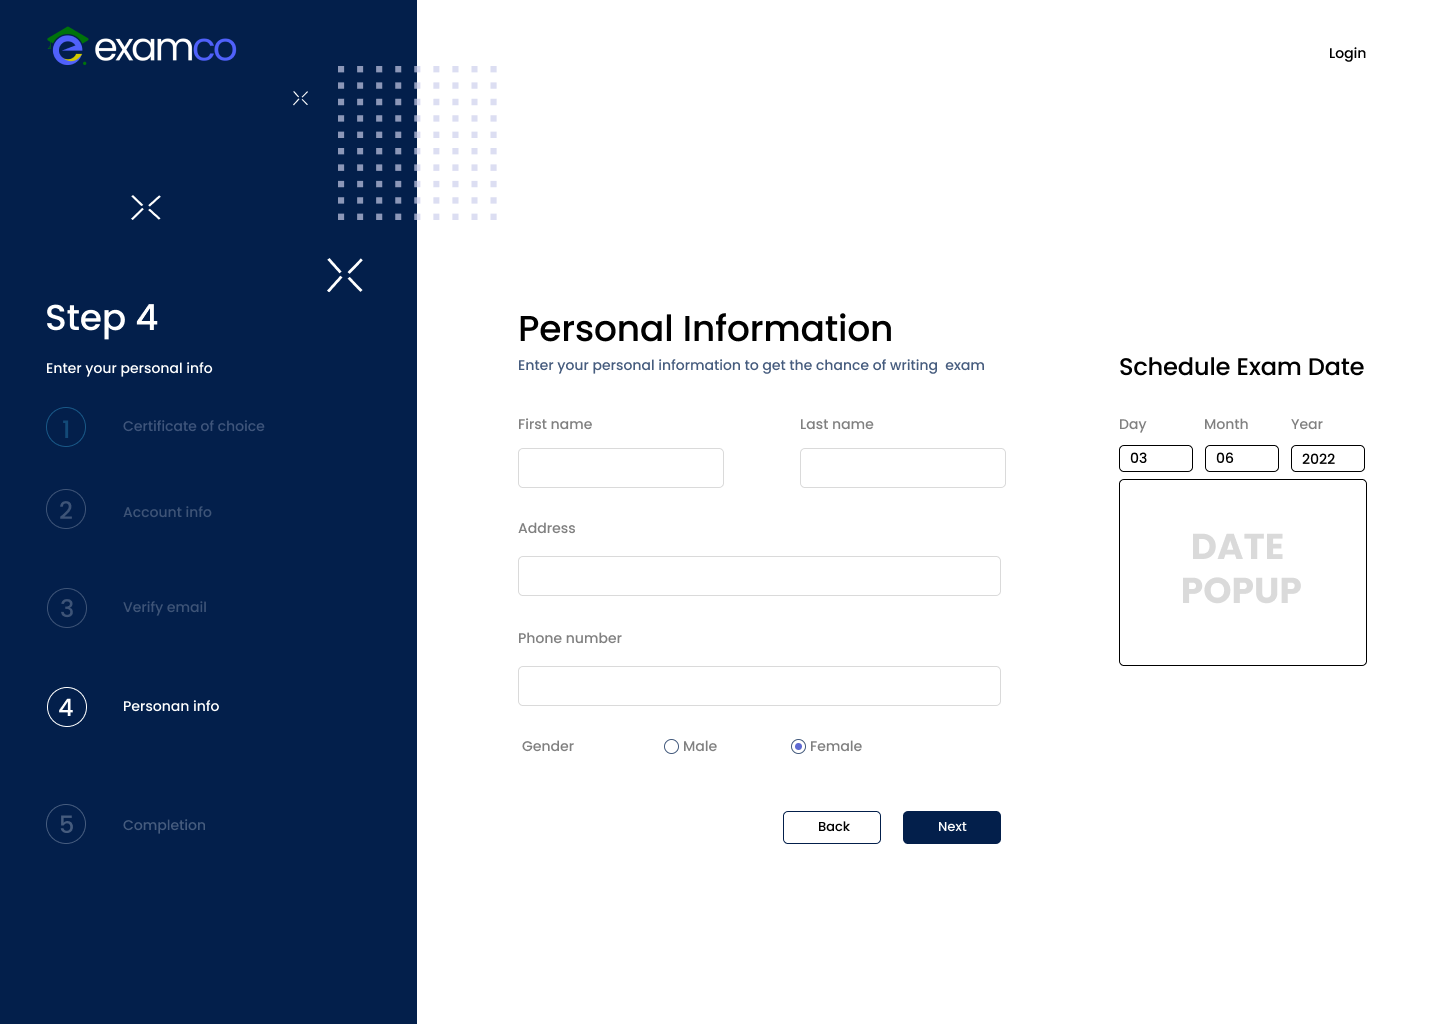 examco
Login
Step 4
Enter your personal info
1 Certificate of choice
2 Account info
3 Verify email
4 Personan info
5 Completion
Personal Information
Enter your personal information to get the chance of writing exam
First name Last name
Address
Phone number
Gender Male Female
Back Next
Schedule Exam Date
Day Month Year
03 06 2022
DATE
POPUP